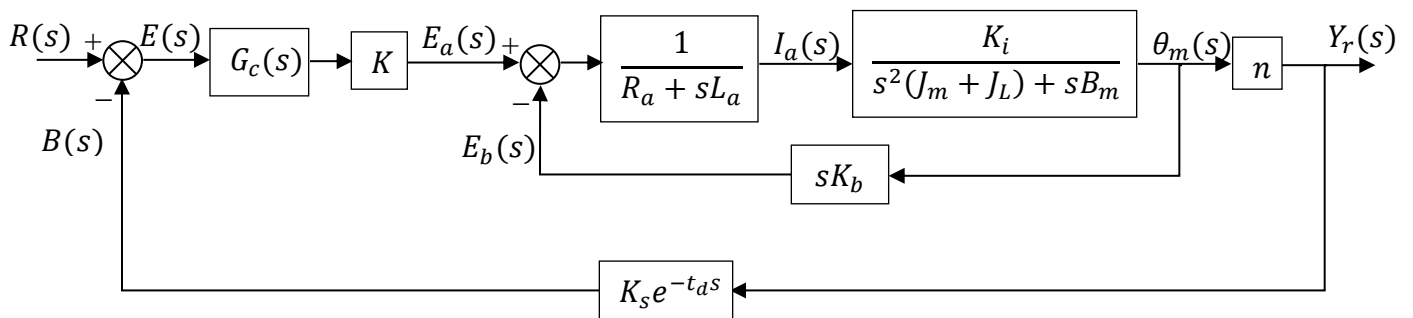 R(s) + E(s) G_c(s) K E_a(s) + 1 / (R_a + sL_a) I_a(s) K_i / (s^2(J_m + J_L) + sB_m) θ_m(s) n Y_r(s)
− −
B(s) E_b(s) sK_b
K_s e^{-t_d s}